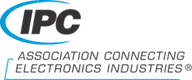 IPC
ASSOCIATION CONNECTING
ELECTRONICS INDUSTRIES®